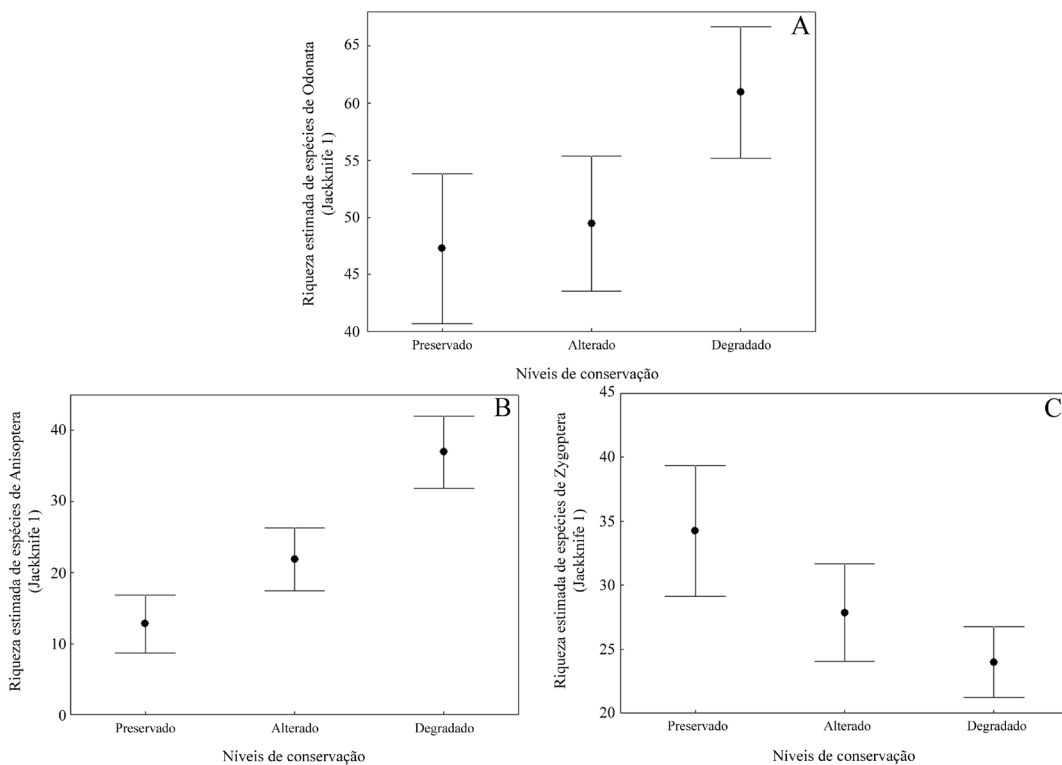 A
Riqueza estimada de espécies de Odonata
(Jackknife 1)
65
60
55
50
45
40
Preservado
Alterado
Degradado
Níveis de conservação
B
Riqueza estimada de espécies de Anisoptera
(Jackknife 1)
40
30
20
10
0
Preservado
Alterado
Degradado
Níveis de conservação
C
Riqueza estimada de espécies de Zygoptera
(Jackknife 1)
45
40
35
30
25
20
Preservado
Alterado
Degradado
Níveis de conservação